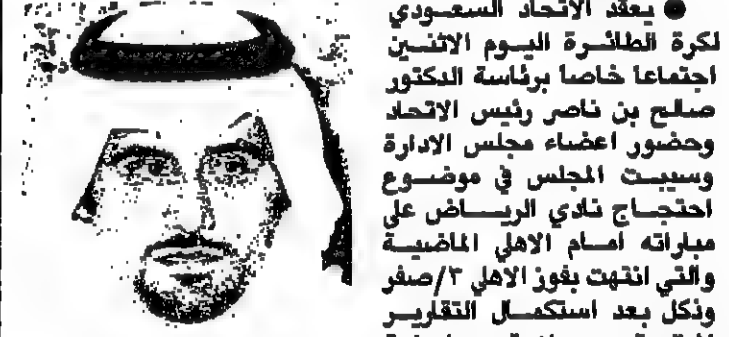 ● يعقد الاتحاد السعودي
لكرة الطائرة اليوم الاثنين
اجتماعا خاصا برئاسة الدكتور
صالح بن ناصر رئيس الاتحاد
وحضور اعضاء مجلس الادارة
وسيبت المجلس في موضوع
احتجاج نادي الرياض على
مباراته امام الاهلي الماضية
والتي انتهت بفوز الاهلي ٣/صفر
وذكل بعد استكمال التقارير